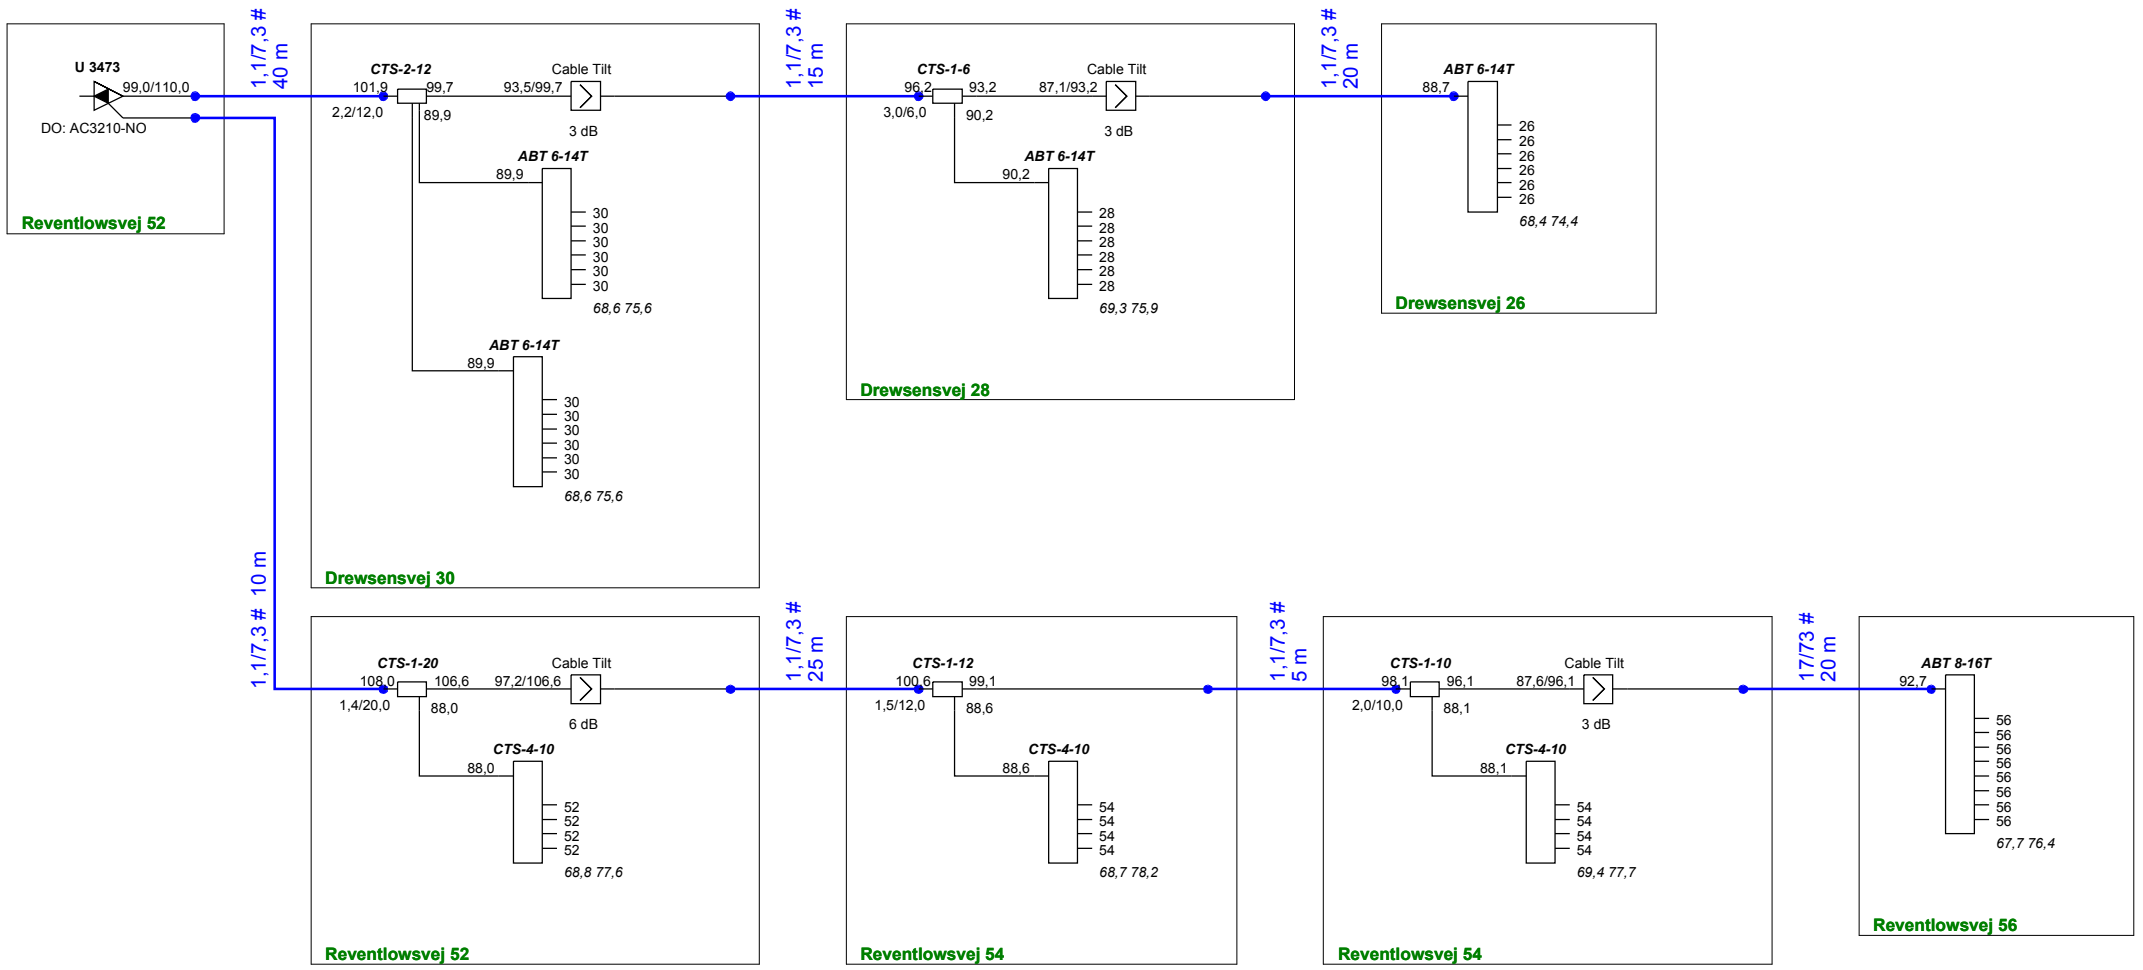 U 3473
99,0/110,0
DO: AC3210-NO
Reventlowsvej 52
1,1/7,3 #
40 m
CTS-2-12
101,9
99,7
2,2/12,0
89,9
93,5/99,7
Cable Tilt
3 dB
ABT 6-14T
89,9
30
30
30
30
30
30
68,6 75,6
ABT 6-14T
89,9
30
30
30
30
30
30
68,6 75,6
Drewsensvej 30
1,1/7,3 #
15 m
CTS-1-6
96,2
93,2
3,0/6,0
90,2
87,1/93,2
Cable Tilt
3 dB
ABT 6-14T
90,2
28
28
28
28
28
28
69,3 75,9
Drewsensvej 28
1,1/7,3 #
20 m
ABT 6-14T
88,7
26
26
26
26
26
26
68,4 74,4
Drewsensvej 26
1,1/7,3 # 10 m
CTS-1-20
108,0
106,6
1,4/20,0
88,0
97,2/106,6
Cable Tilt
6 dB
CTS-4-10
88,0
52
52
52
52
68,8 77,6
Reventlowsvej 52
1,1/7,3 #
25 m
CTS-1-12
100,6
99,1
1,5/12,0
88,6
CTS-4-10
88,6
54
54
54
54
68,7 78,2
Reventlowsvej 54
1,1/7,3 #
5 m
CTS-1-10
98,1
96,1
2,0/10,0
88,1
87,6/96,1
Cable Tilt
3 dB
CTS-4-10
88,1
54
54
54
54
69,4 77,7
Reventlowsvej 54
17/73 #
20 m
ABT 8-16T
92,7
56
56
56
56
56
56
56
56
67,7 76,4
Reventlowsvej 56